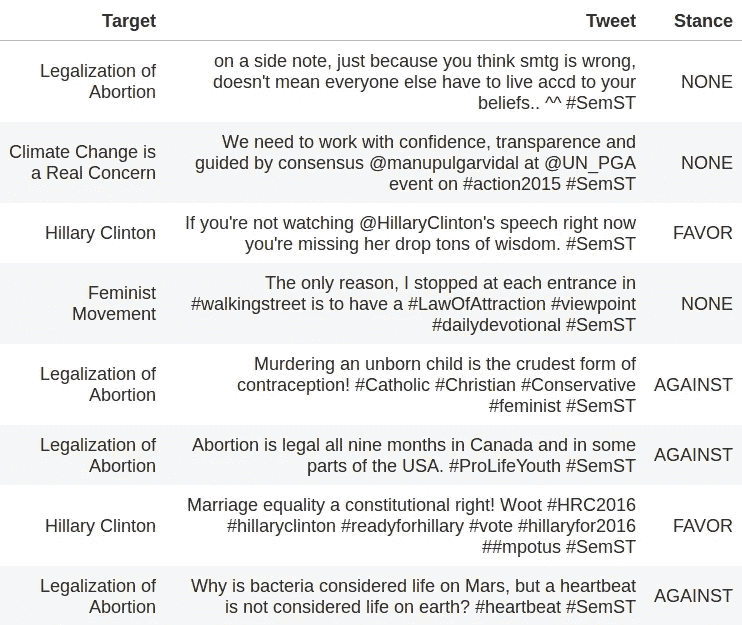 Target Tweet Stance
Legalization of Abortion on a side note, just because you think smtg is wrong,
doesn't mean everyone else have to live accd to your
beliefs.. ^^ #SemST NONE
Climate Change is a Real Concern We need to work with confidence, transparence and
guided by consensus @manupulgarvidal at @UN_PGA
event on #action2015 #SemST NONE
Hillary Clinton If you're not watching @HillaryClinton's speech right now
you're missing her drop tons of wisdom. #SemST FAVOR
Feminist Movement The only reason, I stopped at each entrance in
#walkingstreet is to have a #LawOfAttraction #viewpoint
#dailydevotional #SemST NONE
Legalization of Abortion Murdering an unborn child is the crudest form of
contraception! #Catholic #Christian #Conservative
#feminist #SemST AGAINST
Legalization of Abortion Abortion is legal all nine months in Canada and in some
parts of the USA. #ProLifeYouth #SemST AGAINST
Hillary Clinton Marriage equality a constitutional right! Woot #HRC2016
#hillaryclinton #readyforhillary #vote #hillaryfor2016
##mpotus #SemST FAVOR
Legalization of Abortion Why is bacteria considered life on Mars, but a heartbeat
is not considered life on earth? #heartbeat #SemST AGAINST